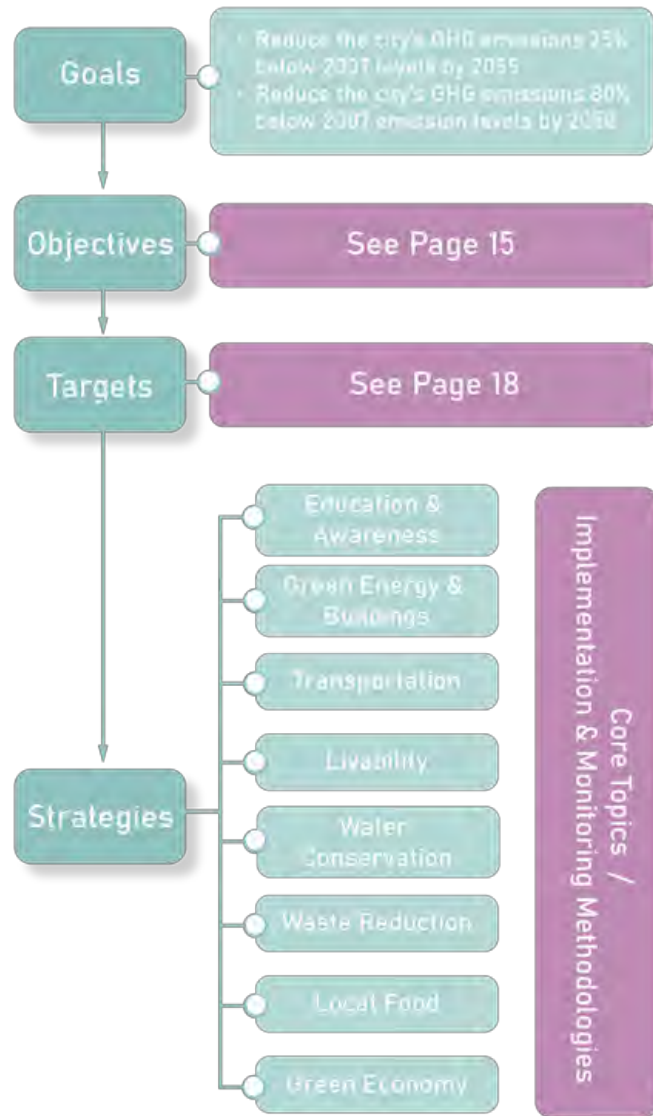 Goals
• Reduce the city's GHG emissions
below 2007 levels by
• Reduce the city's GHG emissions 80%
below 2007 emission levels by 2050
Objectives
See Page 15
Targets
See Page 18
Strategies
Education &
Awareness
Green Energy &
Buildings
Transportation
Livability
Water
Conservation
Waste Reduction
Local Food
Green Economy
Core Topics /
Implementation & Monitoring Methodologies